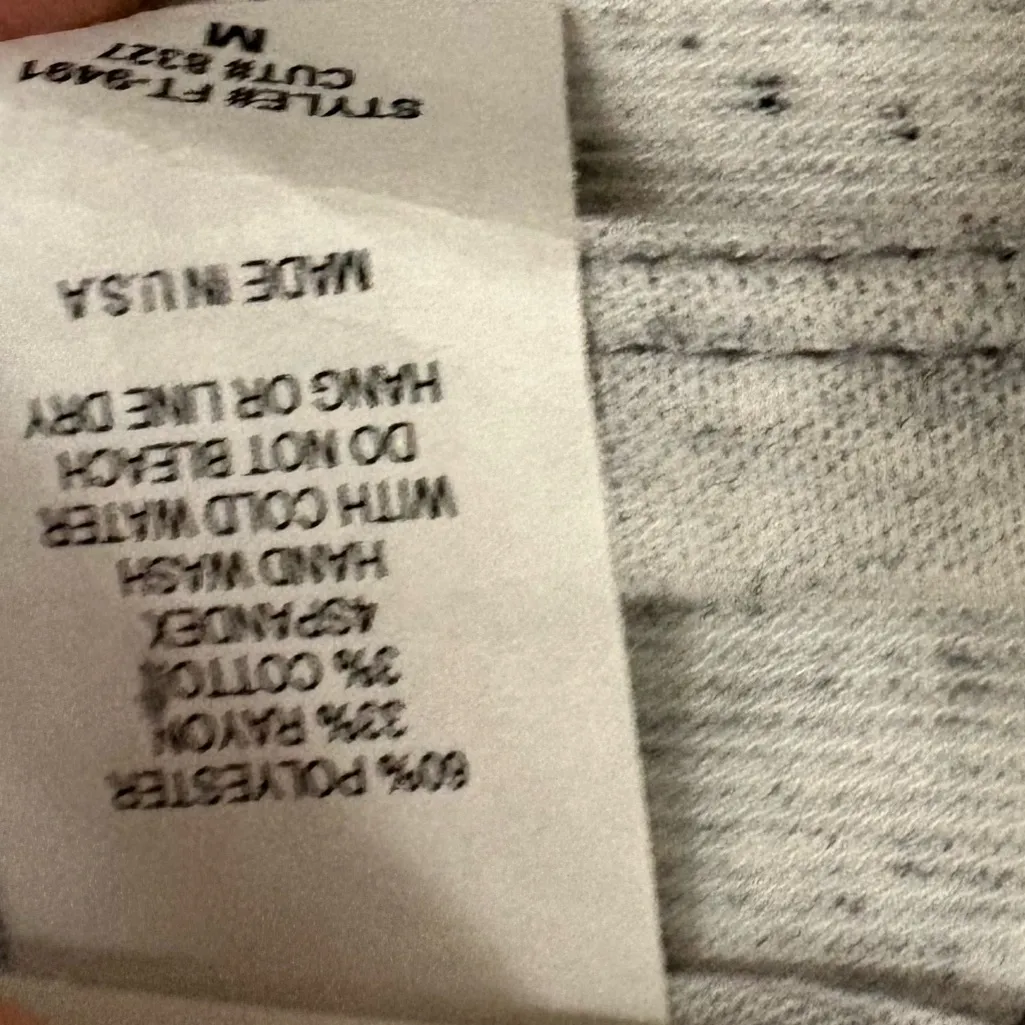 60% POLYESTER
33% RAYON
3% COTTON
4SPANDEX
HAND WASH
WITH COLD WATER
DO NOT BLEACH
HANG OR LINE DRY
MADE IN U.S.A
STYLE# FT-9491
CUT# 8327
M